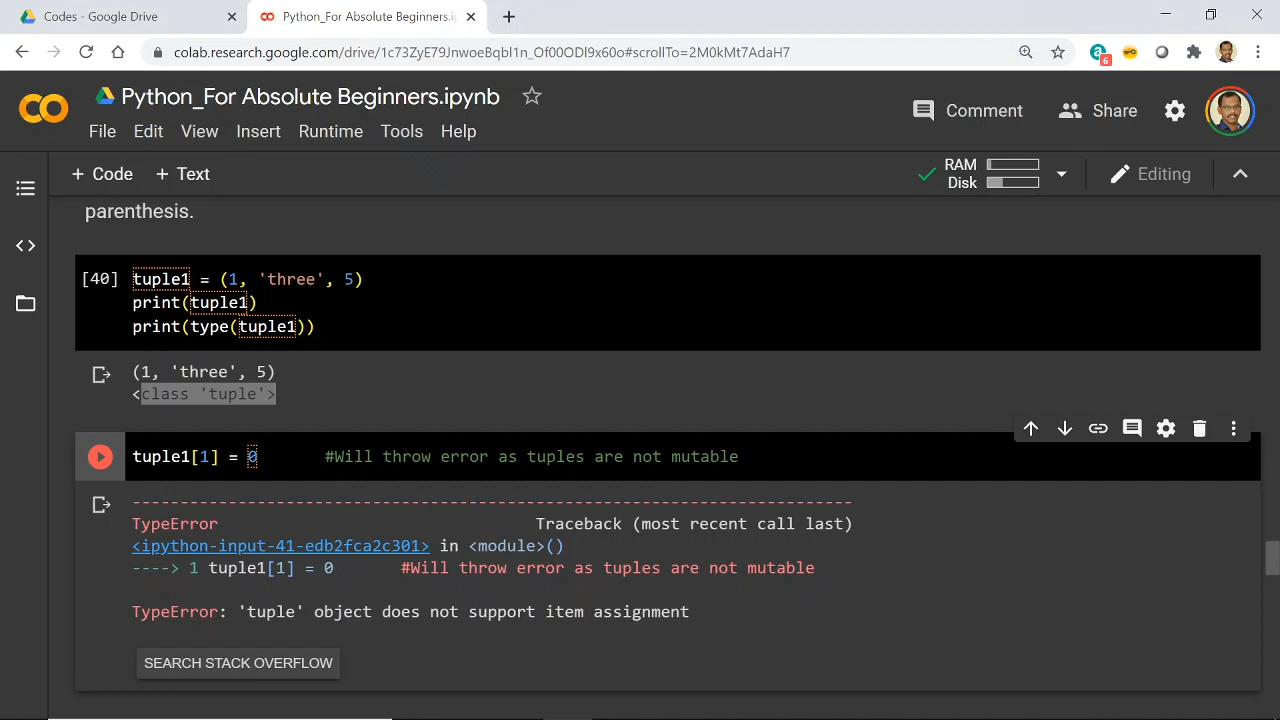 Codes - Google Drive
Python_For Absolute Beginners.i
colab.research.google.com/drive/1c73ZyE79JnwoeBqbI1n_Of00ODl9x60o#scrollTo=2M0kMt7AdaH7
6
Python_For Absolute Beginners.ipynb
Comment
Share
File Edit View Insert Runtime Tools Help
+ Code + Text
RAM
Disk
Editing
parenthesis.
[40] tuple1 = (1, 'three', 5)
print(tuple1)
print(type(tuple1))
(1, 'three', 5)
<class 'tuple'>
tuple1[1] = 0 #Will throw error as tuples are not mutable
---------------------------------------------------------------------------
TypeError Traceback (most recent call last)
<ipython-input-41-edb2fca2c301> in <module>()
----> 1 tuple1[1] = 0 #Will throw error as tuples are not mutable
TypeError: 'tuple' object does not support item assignment
SEARCH STACK OVERFLOW